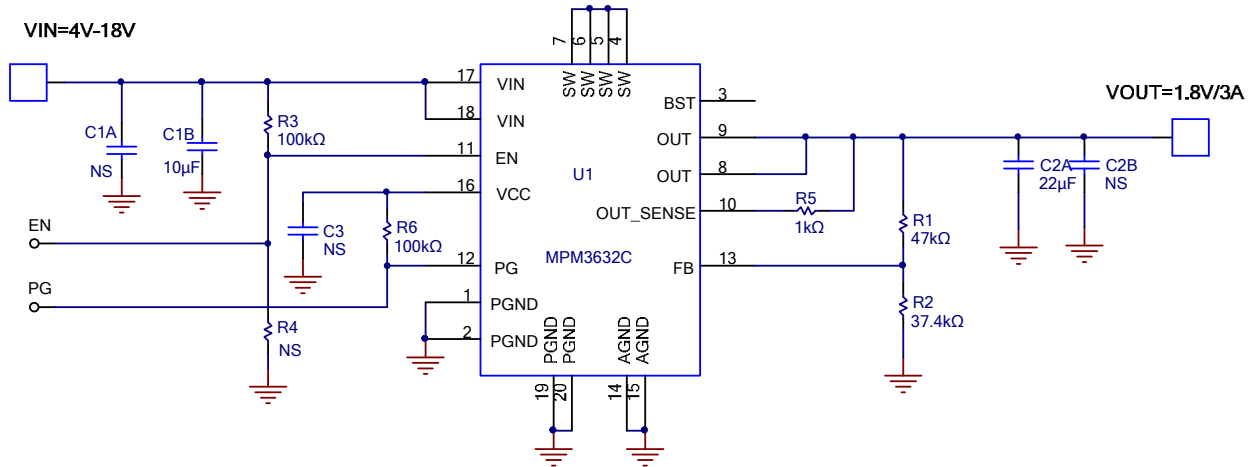 VIN=4V-18V
7
6
5
4
SW
SW
SW
SW
17
VIN
18
VIN
11
EN
16
VCC
12
PG
1
PGND
2
PGND
U1
MPM3632C
BST
3
OUT
9
OUT
8
OUT_SENSE
10
FB
13
PGND
PGND
AGND
AGND
19
20
14
15
C1A
NS
C1B
10µF
R3
100kΩ
C3
NS
R6
100kΩ
EN
PG
R4
NS
R5
1kΩ
R1
47kΩ
R2
37.4kΩ
VOUT=1.8V/3A
C2A
22µF
C2B
NS